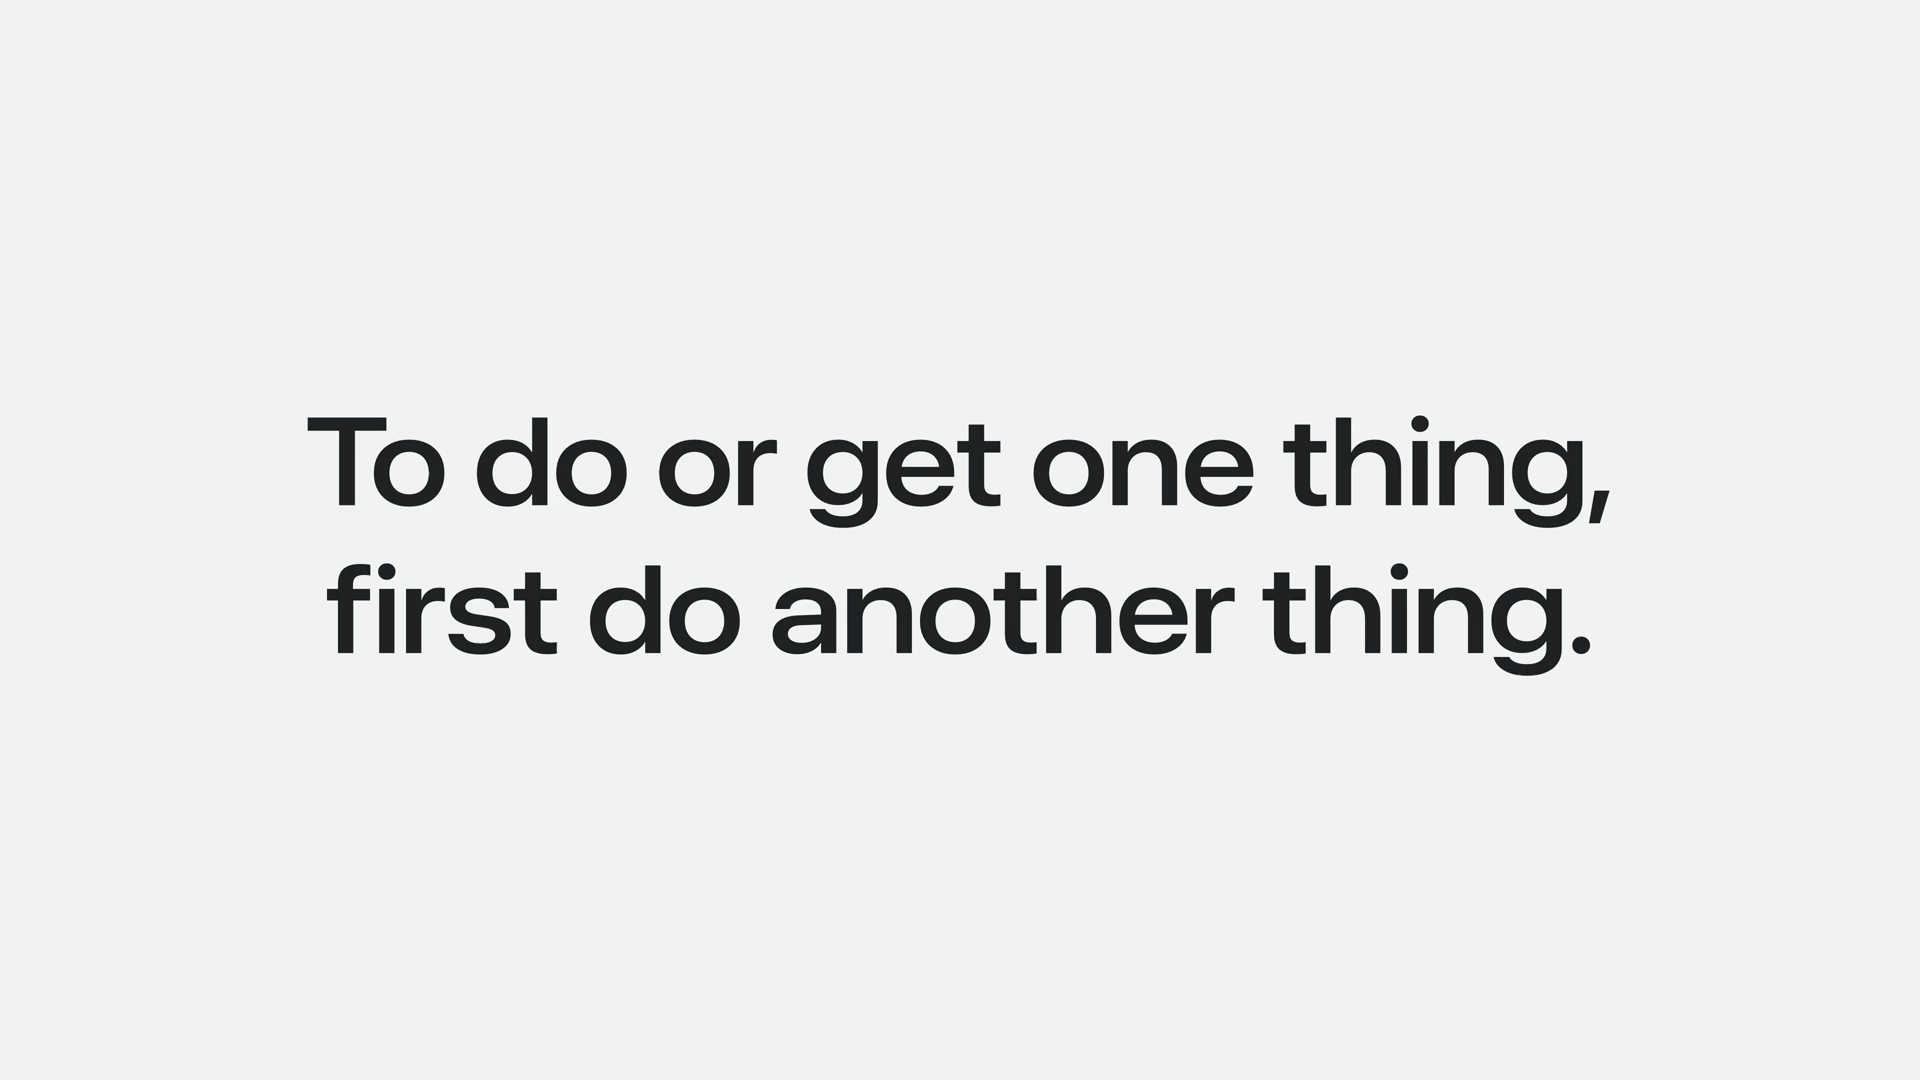 To do or get one thing,
first do another thing.